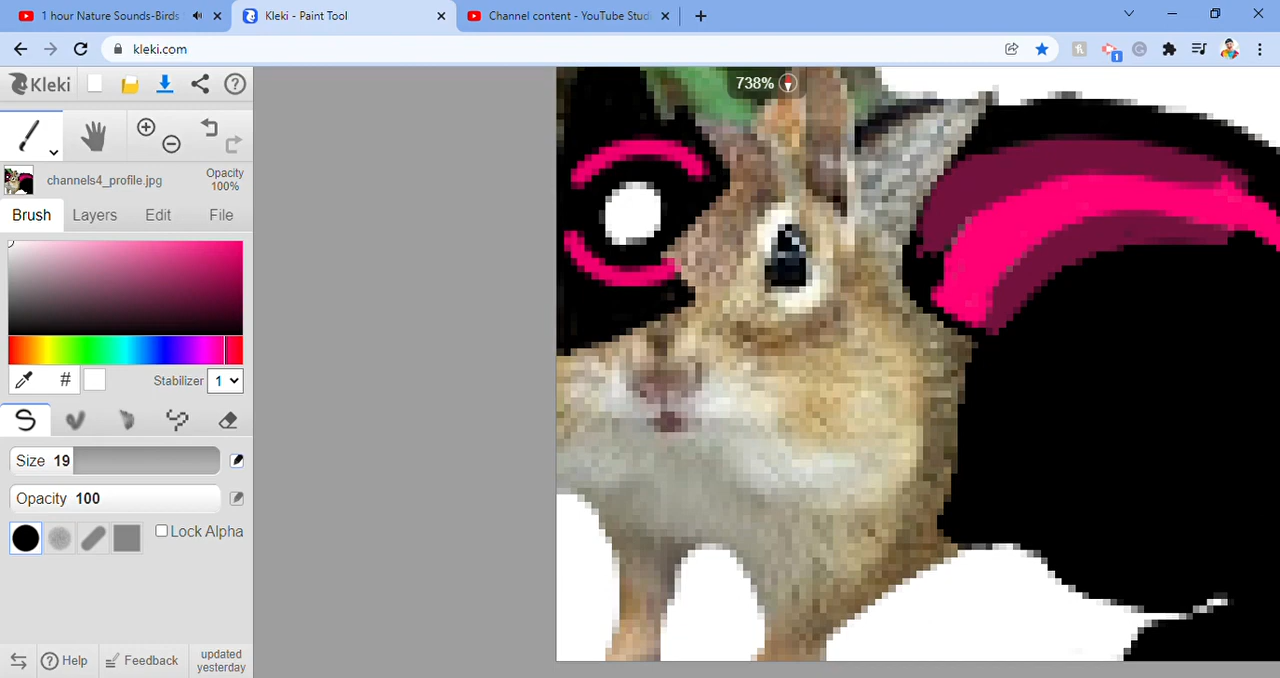 1 hour Nature Sounds-Birds
Kleki - Paint Tool
Channel content - YouTube Studi
kleki.com
1
Kleki
738%
channels4_profile.jpg
Opacity
100%
Brush Layers Edit File
#
Stabilizer 1
Size 19
Opacity 100
Lock Alpha
Help
Feedback
updated
yesterday